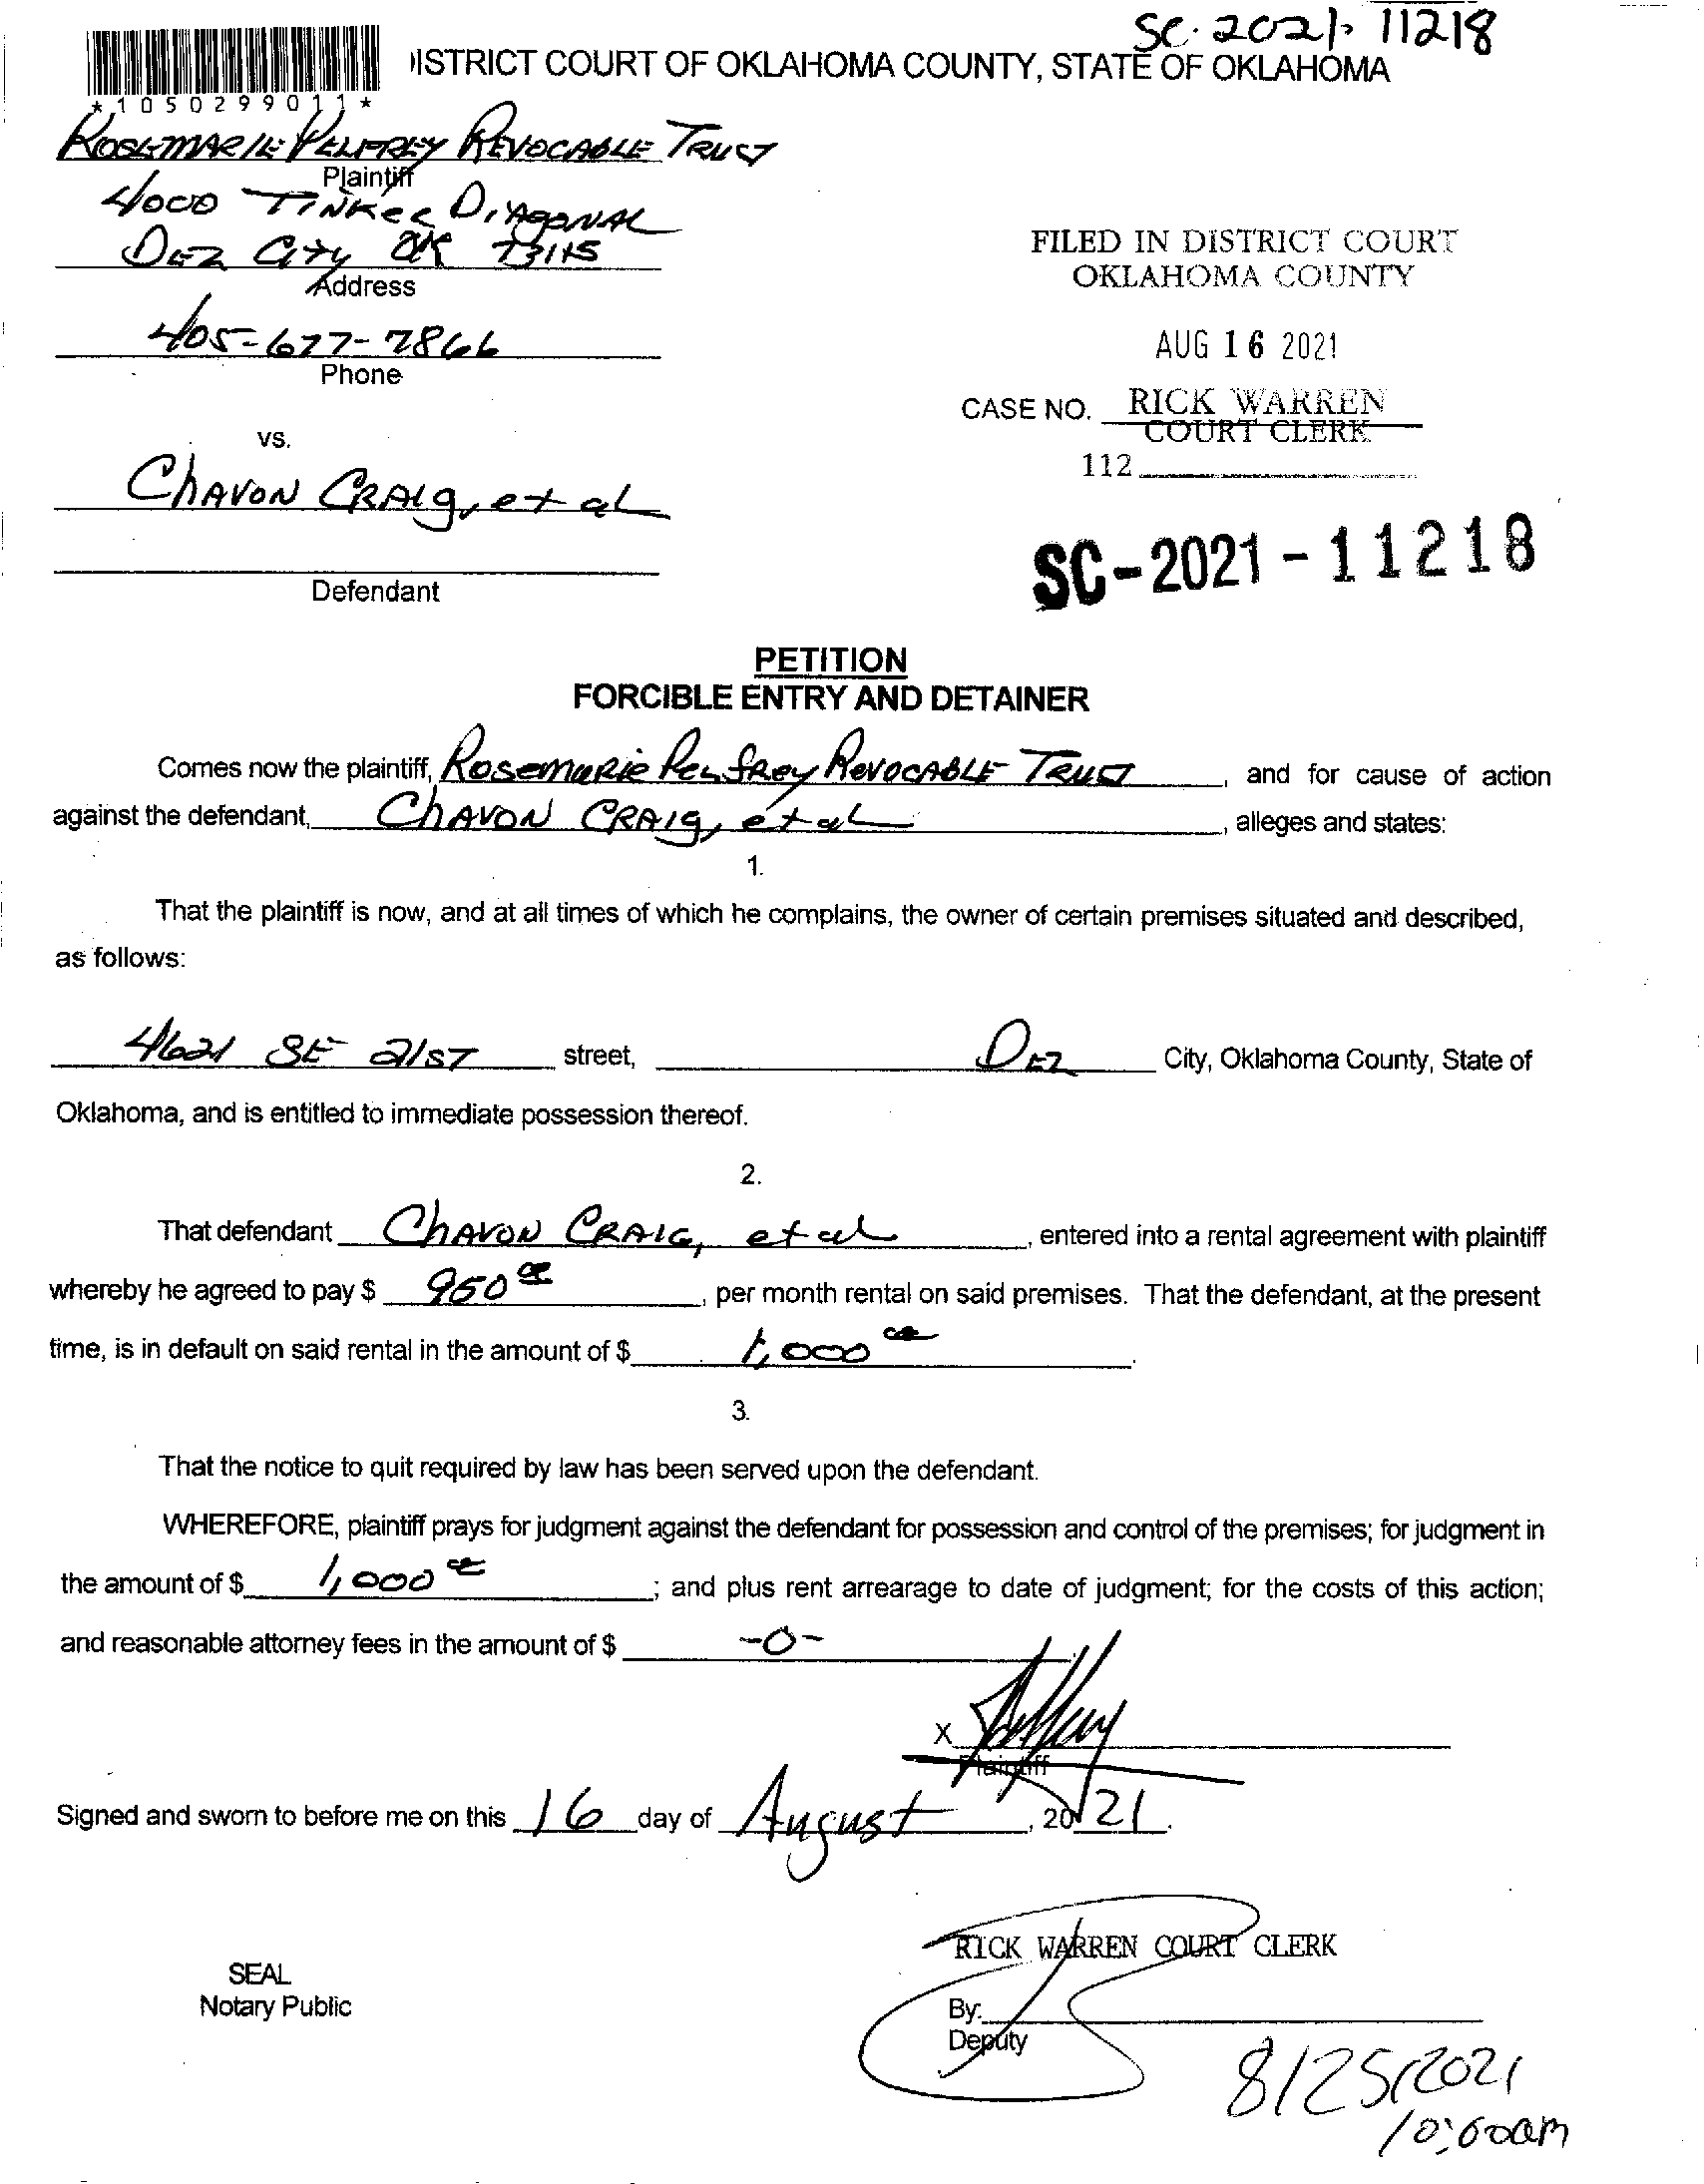 SC-2021-11218
DISTRICT COURT OF OKLAHOMA COUNTY, STATE OF OKLAHOMA
*1050299011*
ROSEMARIE PELFREY REVOCABLE TRUST
Plaintiff
4000 TINKER DIAGONAL
DEL CITY OK 73115
Address
FILED IN DISTRICT COURT
OKLAHOMA COUNTY
405-677-7866
Phone
AUG 16 2021
CASE NO. RICK WARREN
COURT CLERK
vs.
112
CHAVON CRAIG, et al
SC-2021-11218
Defendant
PETITION
FORCIBLE ENTRY AND DETAINER
Comes now the plaintiff, Rosemarie Pelfrey Revocable Trust, and for cause of action
against the defendant, CHAVON CRAIG, et al, alleges and states:
1.
That the plaintiff is now, and at all times of which he complains, the owner of certain premises situated and described,
as follows:
4621 SE 21ST street, DEL City, Oklahoma County, State of
Oklahoma, and is entitled to immediate possession thereof.
2.
That defendant CHAVON CRAIG, et al, entered into a rental agreement with plaintiff
whereby he agreed to pay $ 950 00, per month rental on said premises. That the defendant, at the present
time, is in default on said rental in the amount of $ 1,000 00.
3.
That the notice to quit required by law has been served upon the defendant.
WHEREFORE, plaintiff prays for judgment against the defendant for possession and control of the premises; for judgment in
the amount of $ 1,000 00; and plus rent arrearage to date of judgment; for the costs of this action;
and reasonable attorney fees in the amount of $ -0-.
X
Plaintiff
Signed and sworn to before me on this 16 day of August, 2021.
RICK WARREN COURT CLERK
SEAL
Notary Public
By:
Deputy
8/25/2021
10:00am